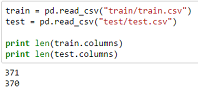 train = pd.read_csv("train/train.csv")
test = pd.read_csv("test/test.csv")
print len(train.columns)
print len(test.columns)
371
370